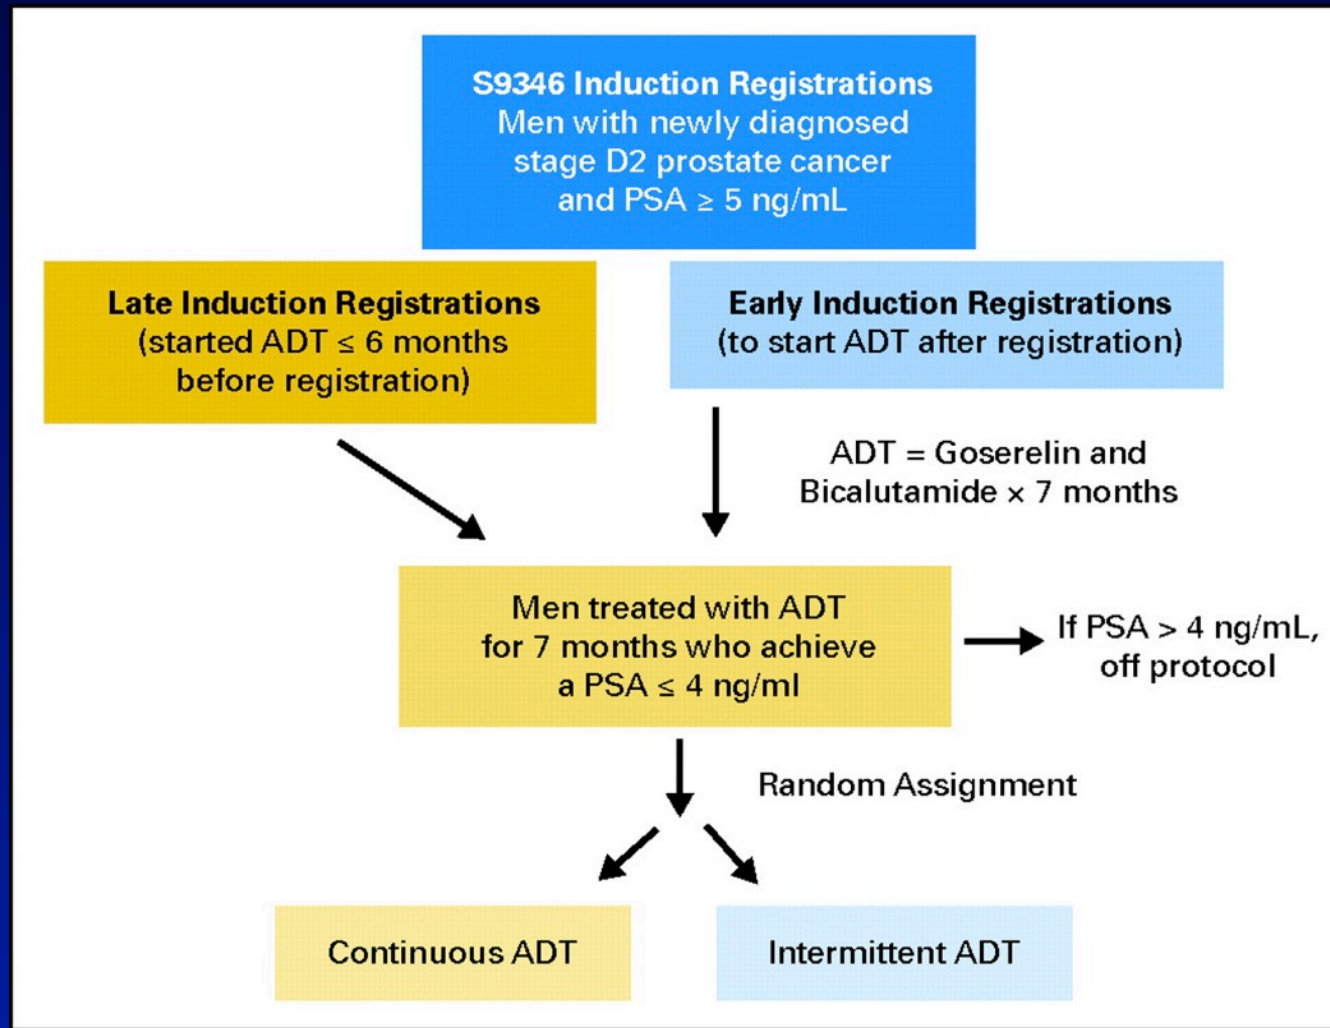 S9346 Induction Registrations
Men with newly diagnosed
stage D2 prostate cancer
and PSA ≥ 5 ng/mL
Late Induction Registrations
(started ADT ≤ 6 months
before registration)
Early Induction Registrations
(to start ADT after registration)
ADT = Goserelin and
Bicalutamide × 7 months
Men treated with ADT
for 7 months who achieve
a PSA ≤ 4 ng/ml
If PSA > 4 ng/mL,
off protocol
Random Assignment
Continuous ADT
Intermittent ADT